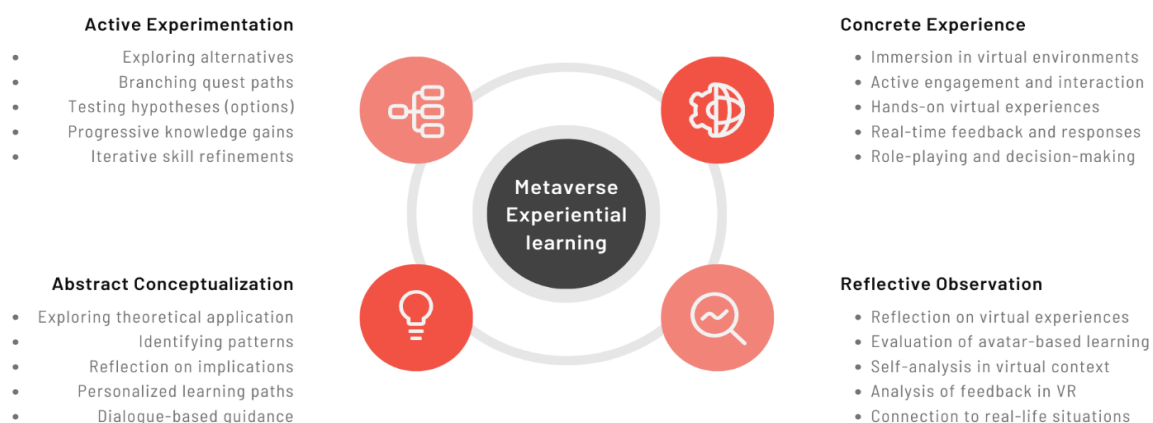 Active Experimentation
• Exploring alternatives
• Branching quest paths
• Testing hypotheses (options)
• Progressive knowledge gains
• Iterative skill refinements
Concrete Experience
• Immersion in virtual environments
• Active engagement and interaction
• Hands-on virtual experiences
• Real-time feedback and responses
• Role-playing and decision-making
Metaverse
Experiential
learning
Abstract Conceptualization
• Exploring theoretical application
• Identifying patterns
• Reflection on implications
• Personalized learning paths
• Dialogue-based guidance
Reflective Observation
• Reflection on virtual experiences
• Evaluation of avatar-based learning
• Self-analysis in virtual context
• Analysis of feedback in VR
• Connection to real-life situations